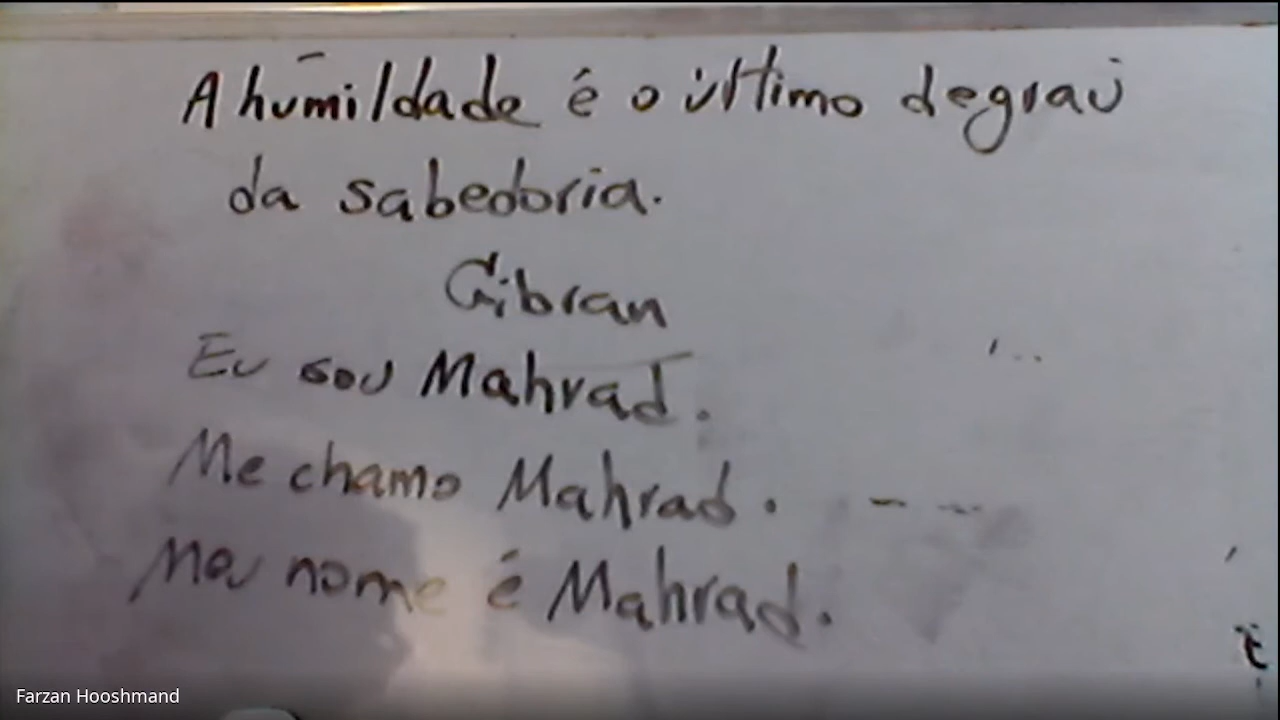 A humildade é o último degrau
da sabedoria.
Gibran
Eu sou Mahrad.
Me chamo Mahrad.
Meu nome é Mahrad.
Farzan Hooshmand